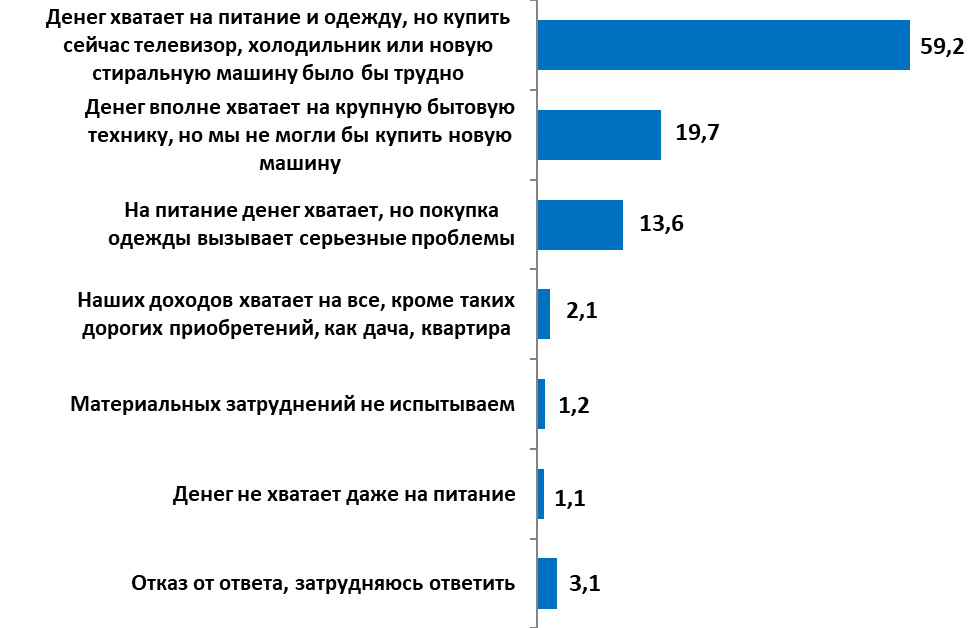 Денег хватает на питание и одежду, но купить
сейчас телевизор, холодильник или новую
стиральную машину было бы трудно
59,2
Денег вполне хватает на крупную бытовую
технику, но мы не могли бы купить новую
машину
19,7
На питание денег хватает, но покупка
одежды вызывает серьезные проблемы
13,6
Наших доходов хватает на все, кроме таких
дорогих приобретений, как дача, квартира
2,1
Материальных затруднений не испытываем
1,2
Денег не хватает даже на питание
1,1
Отказ от ответа, затрудняюсь ответить
3,1